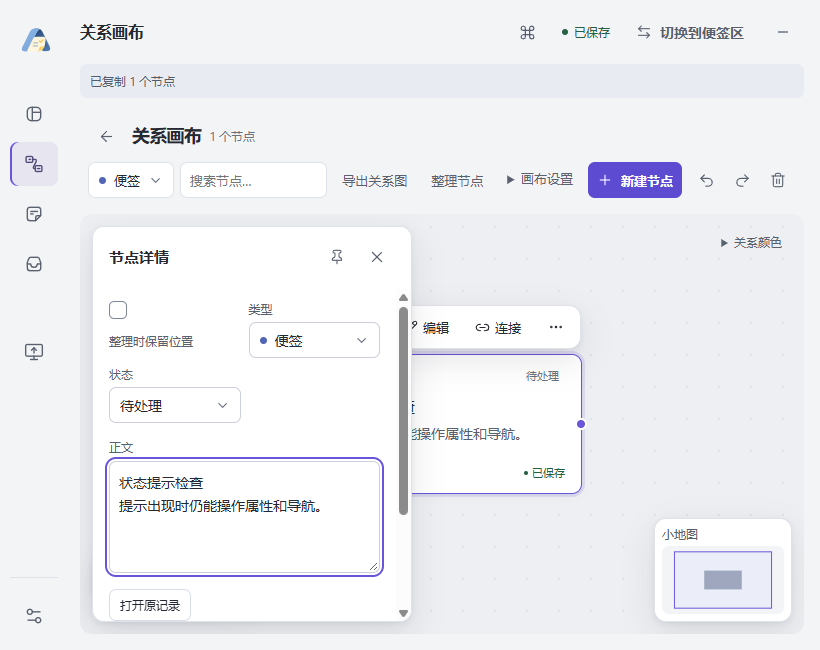 关系画布
已保存
切换到便签区
已复制 1 个节点
关系画布 1 个节点
便签
搜索节点...
导出关系图
整理节点
画布设置
+ 新建节点
节点详情
关系颜色
整理时保留位置
类型
便签
状态
待处理
正文
状态提示检查
提示出现时仍能操作属性和导航。
打开原记录
编辑
连接
待处理
操作属性和导航。
已保存
小地图